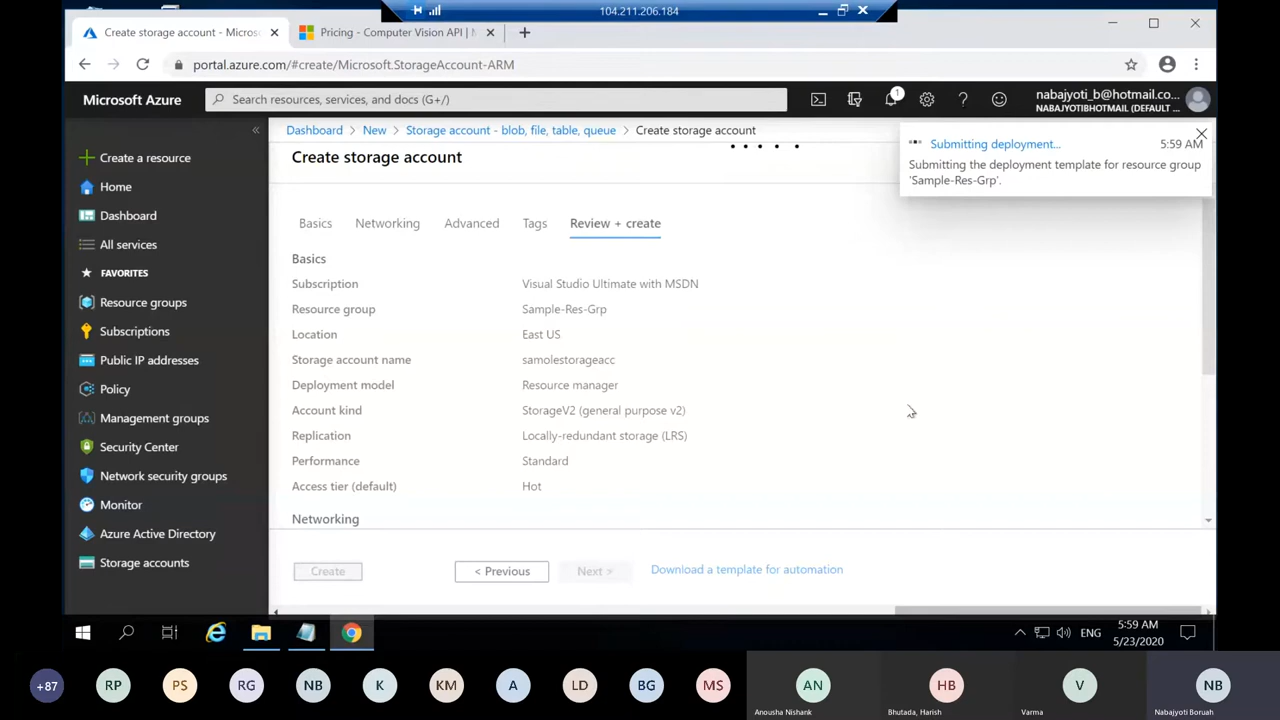 104.211.206.184
Create storage account - Micros
Pricing - Computer Vision API | M
portal.azure.com/#create/Microsoft.StorageAccount-ARM
Microsoft Azure
Search resources, services, and docs (G+/)
1
nabajyoti_b@hotmail.co...
NABAJYOTIBHOTMAIL (DEFAULT ...
Create a resource
Home
Dashboard
All services
FAVORITES
Resource groups
Subscriptions
Public IP addresses
Policy
Management groups
Security Center
Network security groups
Monitor
Azure Active Directory
Storage accounts
Dashboard > New > Storage account - blob, file, table, queue > Create storage account
Create storage account
Submitting deployment... 5:59 AM
Submitting the deployment template for resource group
'Sample-Res-Grp'.
Basics Networking Advanced Tags Review + create
Basics
Subscription Visual Studio Ultimate with MSDN
Resource group Sample-Res-Grp
Location East US
Storage account name samolestorageacc
Deployment model Resource manager
Account kind StorageV2 (general purpose v2)
Replication Locally-redundant storage (LRS)
Performance Standard
Access tier (default) Hot
Networking
Create < Previous Next > Download a template for automation
ENG
5:59 AM
5/23/2020
+87 RP PS RG NB K KM A LD BG MS AN HB V NB
Anousha Nishank Bhutada, Harish Varma Nabajyoti Boruah